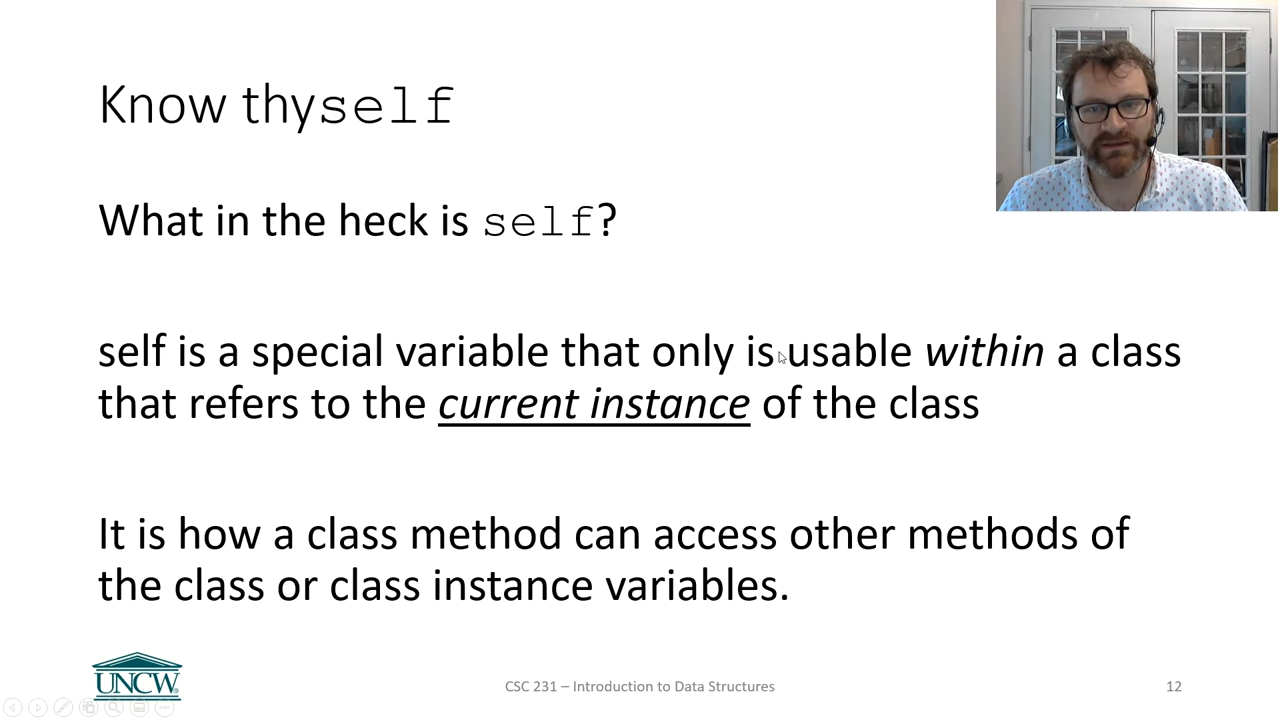 Know thyself
What in the heck is self?
self is a special variable that only is usable within a class
that refers to the current instance of the class
It is how a class method can access other methods of
the class or class instance variables.
UNCW
CSC 231 – Introduction to Data Structures
12